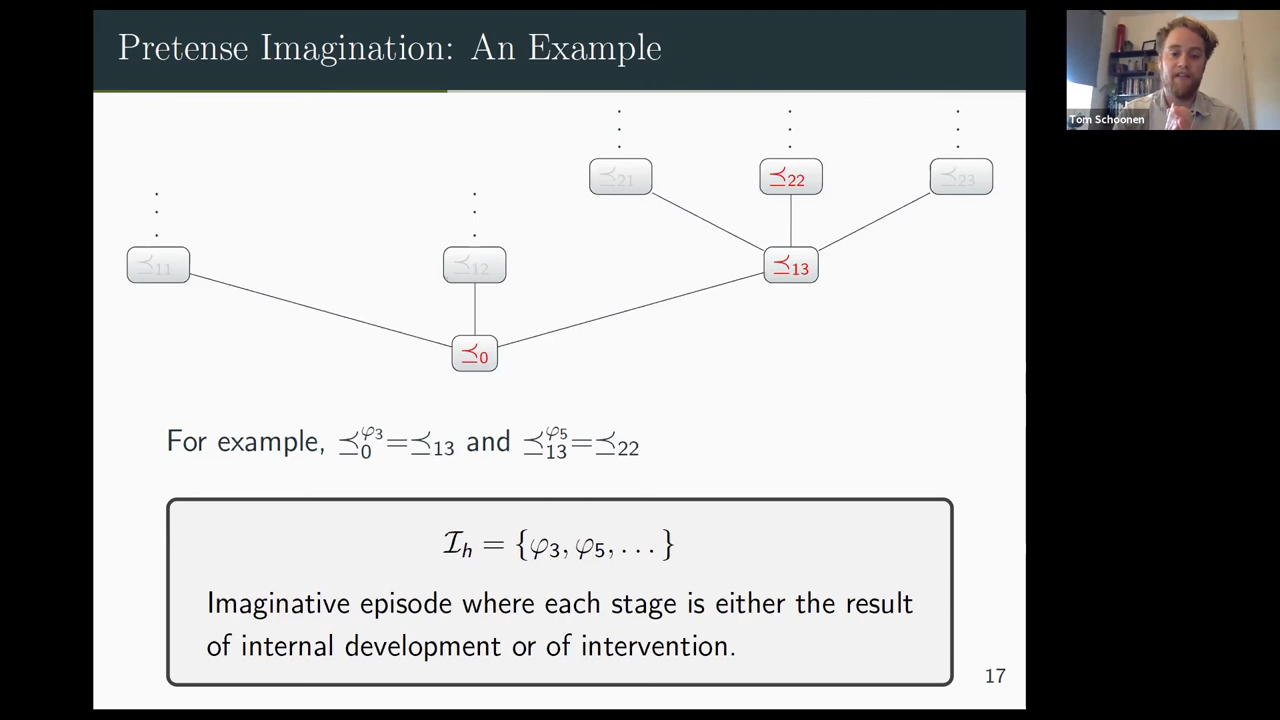 Pretense Imagination: An Example
Tom Schoonen
⪯21 ⪯22 ⪯23
⪯11 ⪯12 ⪯13
⪯0
For example, ⪯₀^φ₃=⪯₁₃ and ⪯₁₃^φ₅=⪯₂₂
ℐₕ = {φ₃, φ₅, . . . }
Imaginative episode where each stage is either the result
of internal development or of intervention.
17